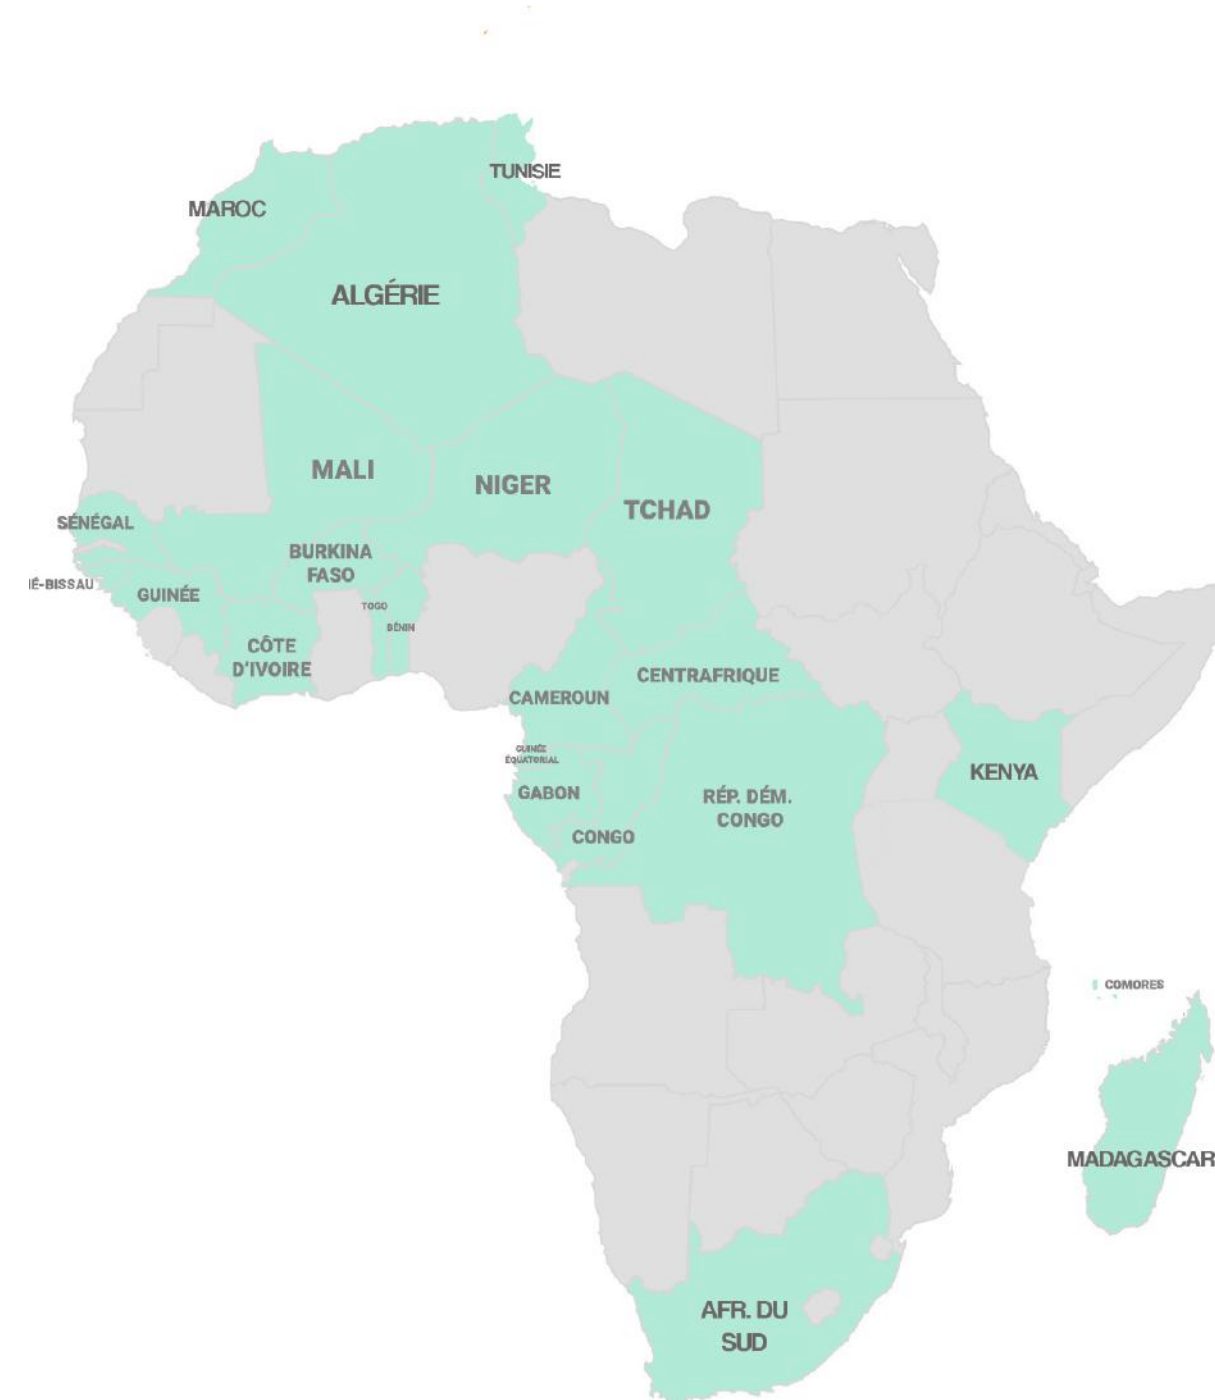 TUNISIE
MAROC
ALGÉRIE
MALI
NIGER
TCHAD
SÉNÉGAL
BURKINA
FASO
IÉ-BISSAU
GUINÉE
TOGO
BÉNIN
CÔTE
D'IVOIRE
CENTRAFRIQUE
CAMEROUN
GUINÉE
ÉQUATORIAL
KENYA
GABON
RÉP. DÉM.
CONGO
CONGO
COMORES
MADAGASCAR
AFR. DU
SUD